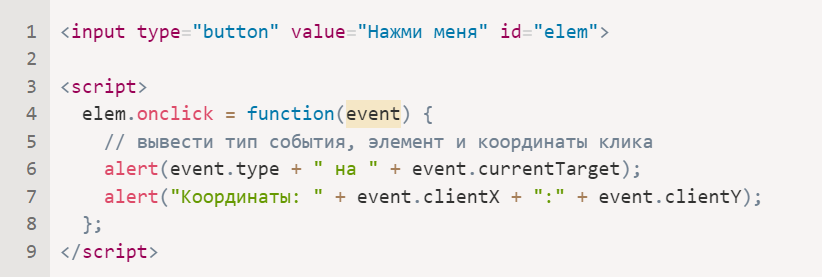 1 <input type="button" value="Нажми меня" id="elem">
2
3 <script>
4   elem.onclick = function(event) {
5     // вывести тип события, элемент и координаты клика
6     alert(event.type + " на " + event.currentTarget);
7     alert("Координаты: " + event.clientX + ":" + event.clientY);
8   };
9 </script>